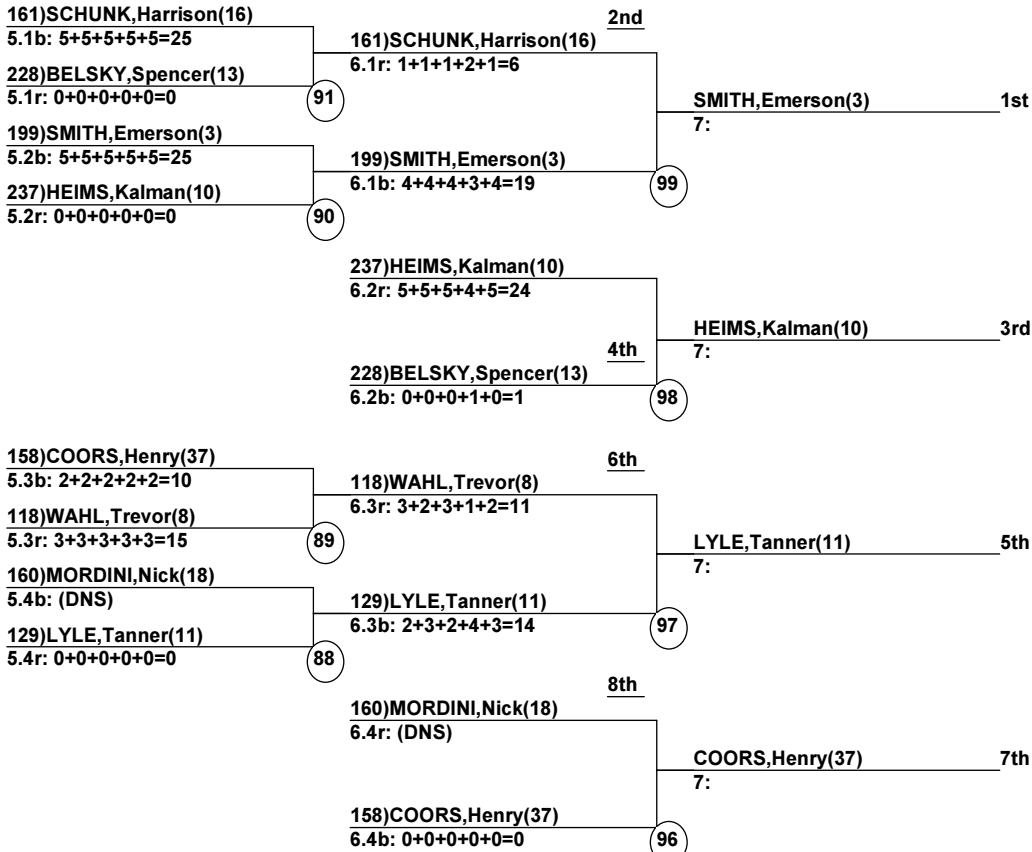 161)SCHUNK,Harrison(16)
5.1b: 5+5+5+5+5=25
228)BELSKY,Spencer(13)
5.1r: 0+0+0+0+0=0
91
199)SMITH,Emerson(3)
5.2b: 5+5+5+5+5=25
237)HEIMS,Kalman(10)
5.2r: 0+0+0+0+0=0
90
2nd
161)SCHUNK,Harrison(16)
6.1r: 1+1+1+2+1=6
199)SMITH,Emerson(3)
6.1b: 4+4+4+3+4=19
99
SMITH,Emerson(3) 1st
7:
237)HEIMS,Kalman(10)
6.2r: 5+5+5+4+5=24
4th
228)BELSKY,Spencer(13)
6.2b: 0+0+0+1+0=1
98
HEIMS,Kalman(10) 3rd
7:
158)COORS,Henry(37)
5.3b: 2+2+2+2+2=10
118)WAHL,Trevor(8)
5.3r: 3+3+3+3+3=15
89
160)MORDINI,Nick(18)
5.4b: (DNS)
129)LYLE,Tanner(11)
5.4r: 0+0+0+0+0=0
88
6th
118)WAHL,Trevor(8)
6.3r: 3+2+3+1+2=11
129)LYLE,Tanner(11)
6.3b: 2+3+2+4+3=14
97
LYLE,Tanner(11) 5th
7:
8th
160)MORDINI,Nick(18)
6.4r: (DNS)
158)COORS,Henry(37)
6.4b: 0+0+0+0+0=0
96
COORS,Henry(37) 7th
7: